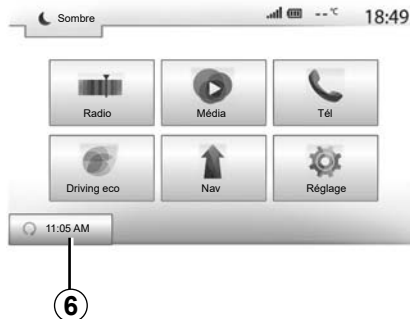 Sombre
--°C
18:49
Radio
Média
Tél
Driving eco
Nav
Réglage
11:05 AM
6